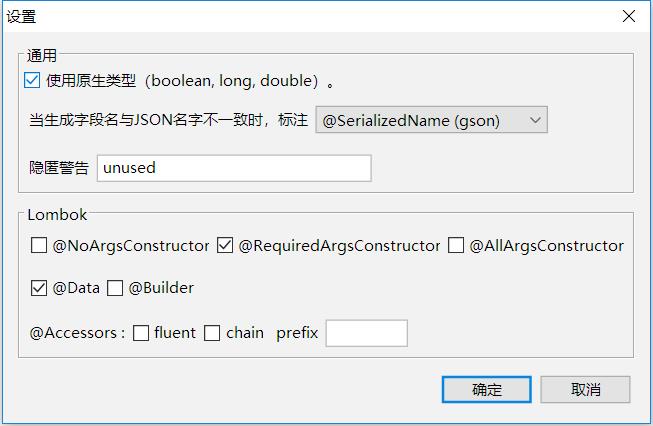 设置
通用
使用原生类型（boolean, long, double）。
当生成字段名与JSON名字不一致时，标注 @SerializedName (gson)
隐匿警告 unused
Lombok
@NoArgsConstructor @RequiredArgsConstructor @AllArgsConstructor
@Data @Builder
@Accessors : fluent chain prefix
确定 取消